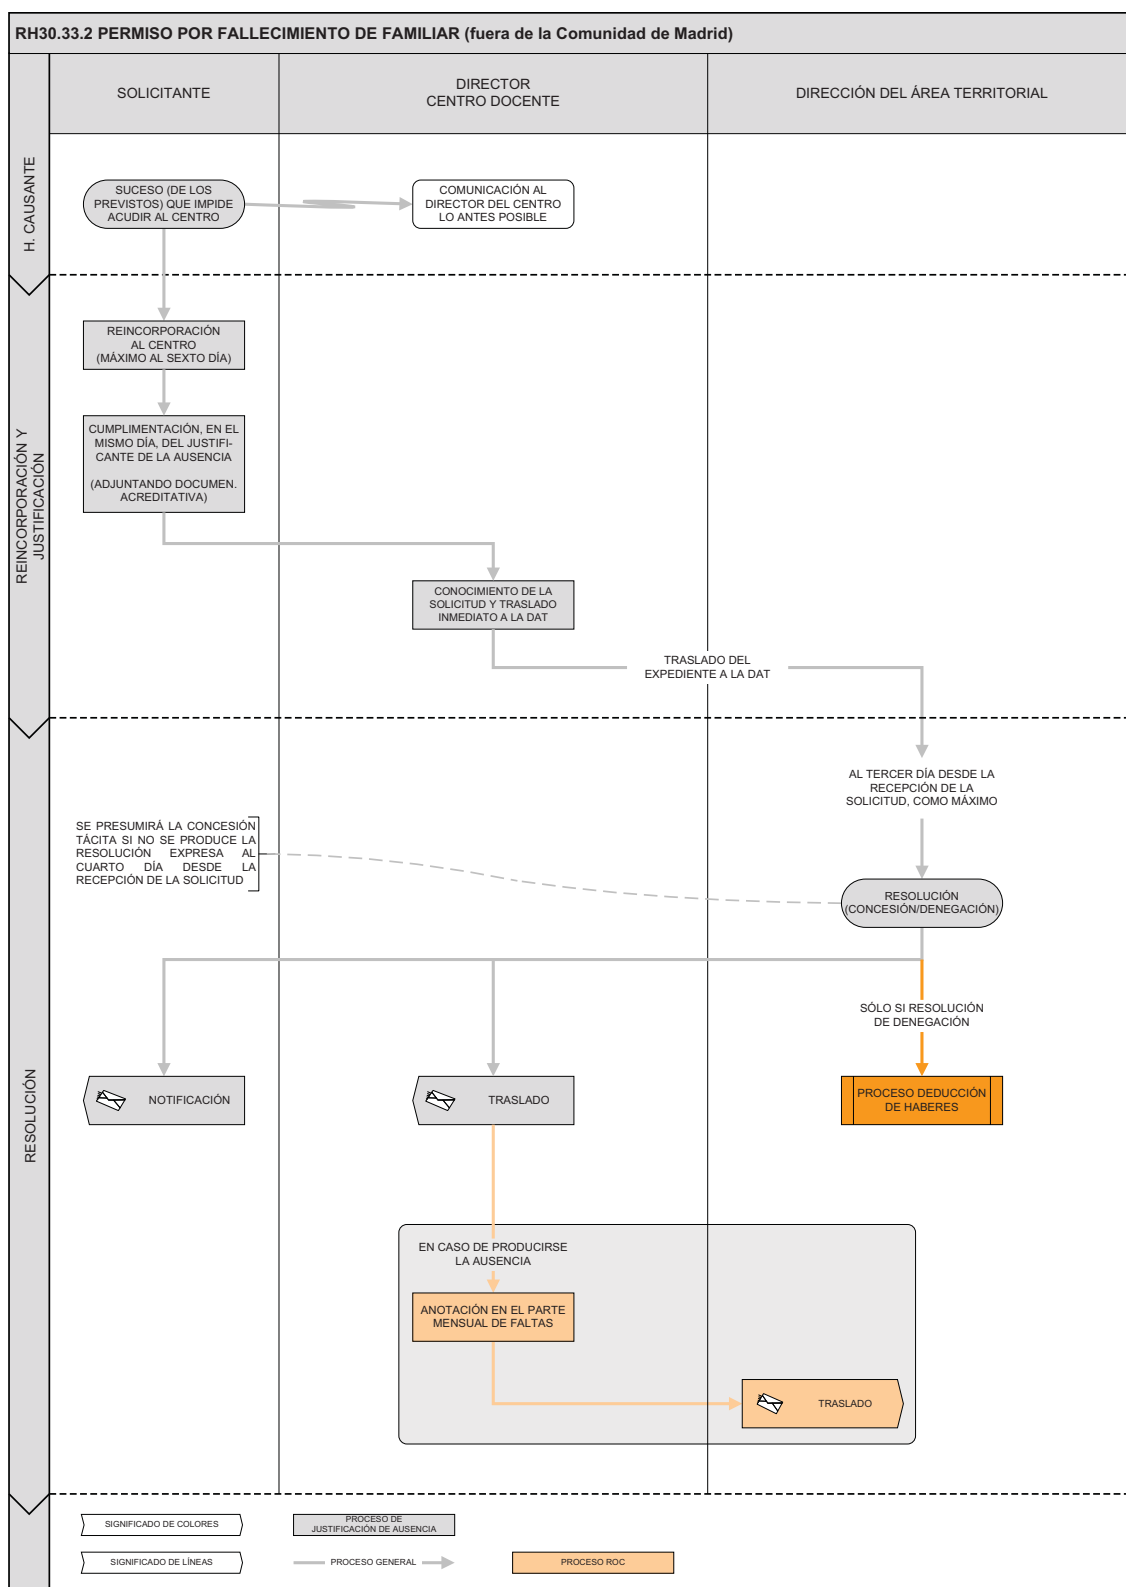 RH30.33.2 PERMISO POR FALLECIMIENTO DE FAMILIAR (fuera de la Comunidad de Madrid)
SOLICITANTE
DIRECTOR
CENTRO DOCENTE
DIRECCIÓN DEL ÁREA TERRITORIAL
H. CAUSANTE
SUCESO (DE LOS
PREVISTOS) QUE IMPIDE
ACUDIR AL CENTRO
COMUNICACIÓN AL
DIRECTOR DEL CENTRO
LO ANTES POSIBLE
REINCORPORACIÓN Y
JUSTIFICACIÓN
REINCORPORACIÓN
AL CENTRO
(MÁXIMO AL SEXTO DÍA)
CUMPLIMENTACIÓN, EN EL
MISMO DÍA, DEL JUSTIFI-
CANTE DE LA AUSENCIA
(ADJUNTANDO DOCUMEN.
ACREDITATIVA)
CONOCIMIENTO DE LA
SOLICITUD Y TRASLADO
INMEDIATO A LA DAT
TRASLADO DEL
EXPEDIENTE A LA DAT
RESOLUCIÓN
AL TERCER DÍA DESDE LA
RECEPCIÓN DE LA
SOLICITUD, COMO MÁXIMO
SE PRESUMIRÁ LA CONCESIÓN
TÁCITA SI NO SE PRODUCE LA
RESOLUCIÓN EXPRESA AL
CUARTO DÍA DESDE LA
RECEPCIÓN DE LA SOLICITUD
RESOLUCIÓN
(CONCESIÓN/DENEGACIÓN)
SÓLO SI RESOLUCIÓN
DE DENEGACIÓN
NOTIFICACIÓN
TRASLADO
PROCESO DEDUCCIÓN
DE HABERES
EN CASO DE PRODUCIRSE
LA AUSENCIA
ANOTACIÓN EN EL PARTE
MENSUAL DE FALTAS
TRASLADO
SIGNIFICADO DE COLORES
PROCESO DE
JUSTIFICACIÓN DE AUSENCIA
SIGNIFICADO DE LÍNEAS
PROCESO GENERAL
PROCESO ROC